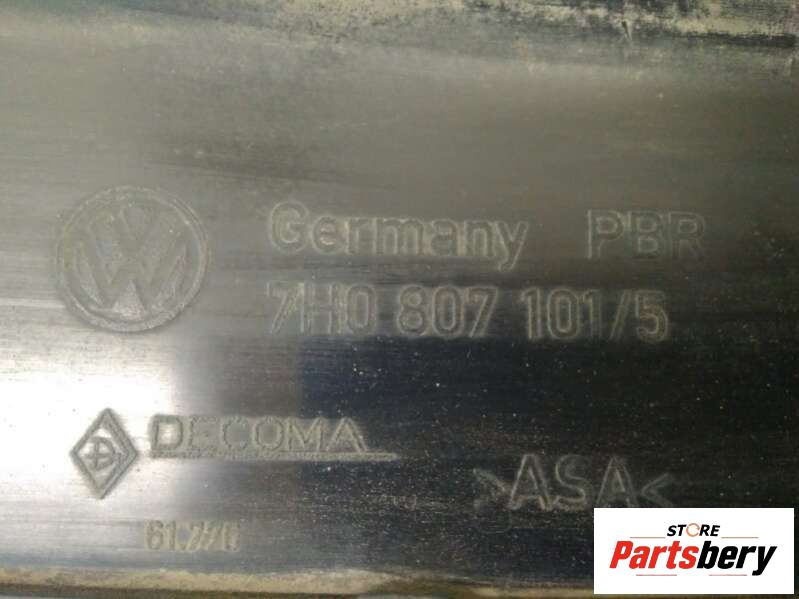 Germany PBR
7H0 807 101/5
DECOMA
>ASA<
STORE
Partsbery